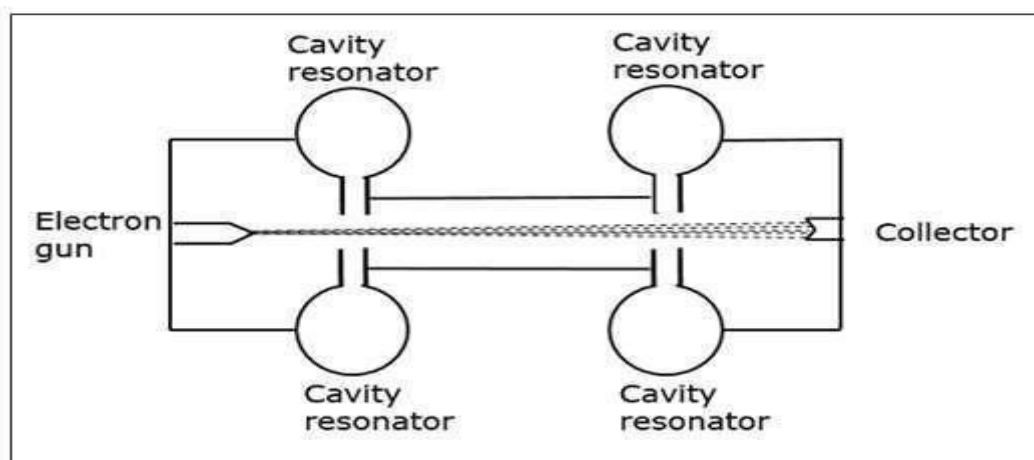 Cavity
resonator
Cavity
resonator
Electron
gun
Collector
Cavity
resonator
Cavity
resonator